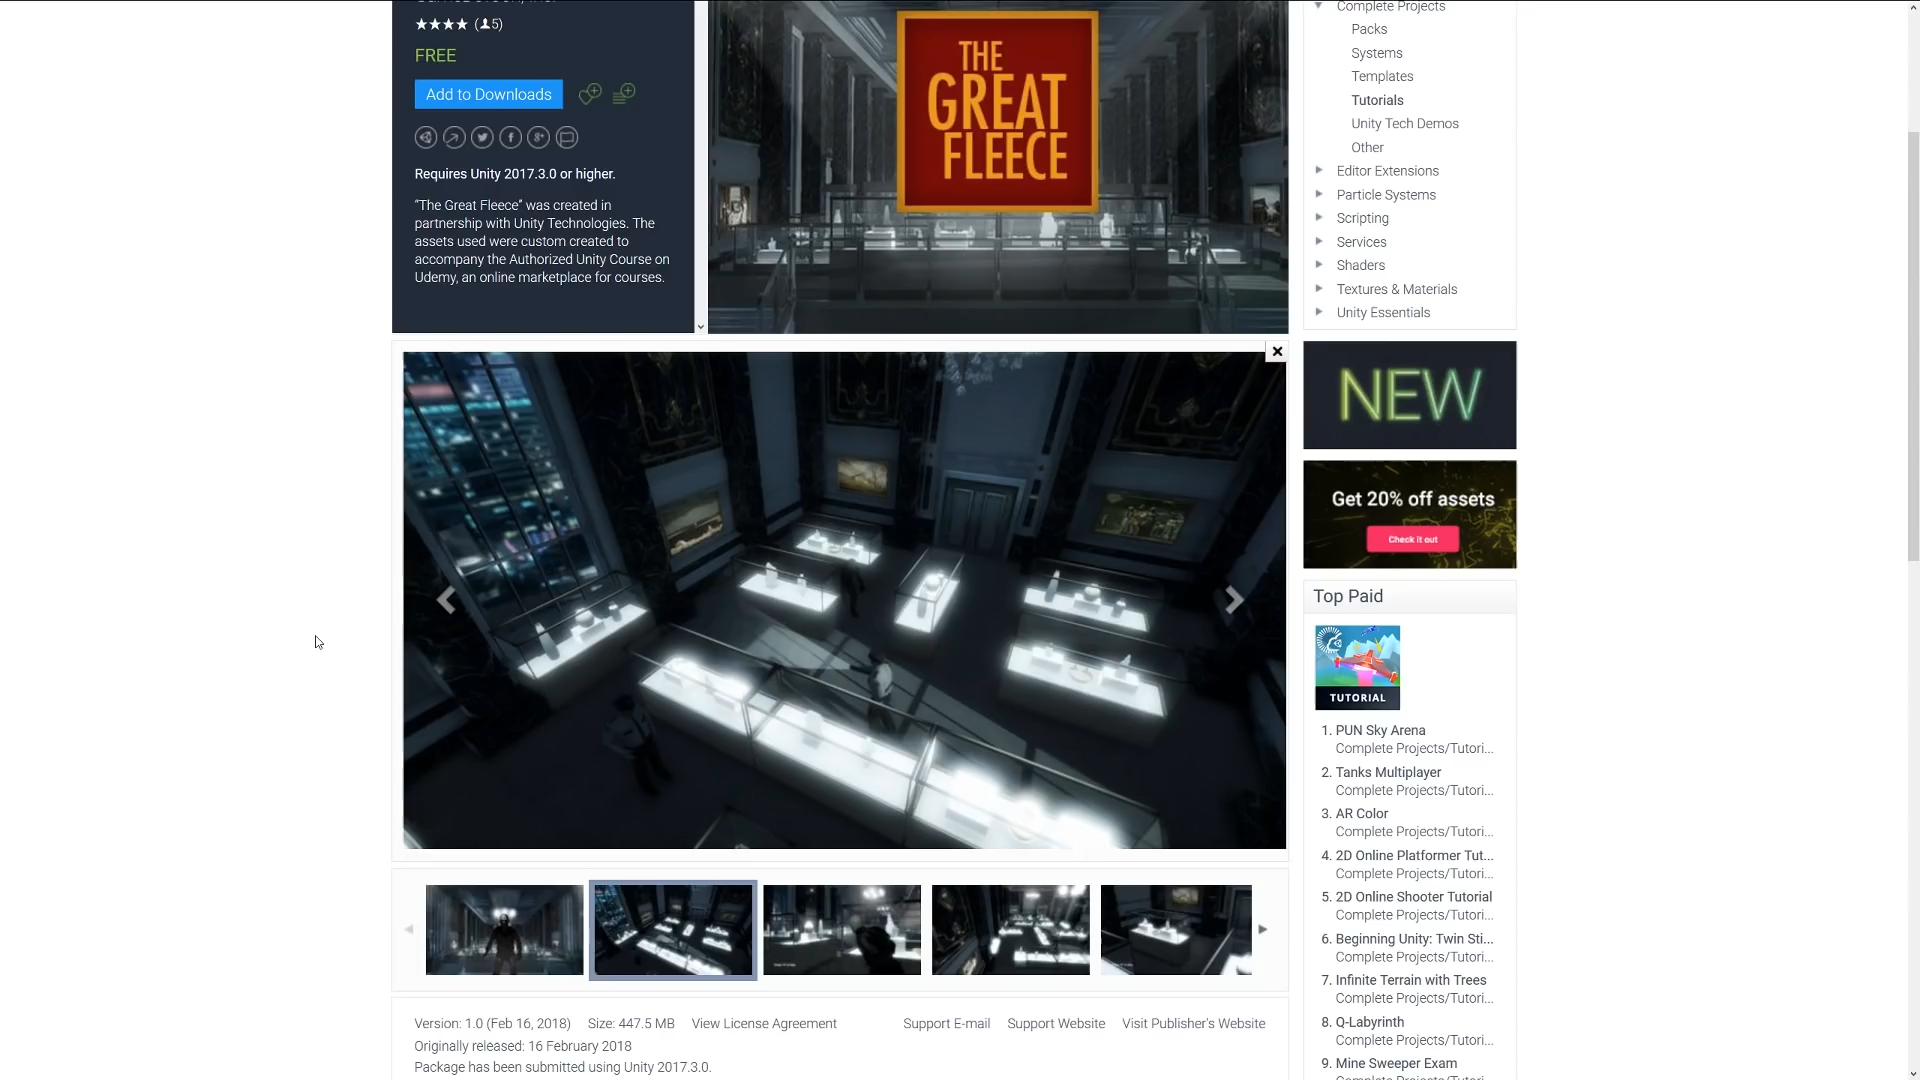 (5)
FREE
Add to Downloads
Requires Unity 2017.3.0 or higher.
“The Great Fleece” was created in
partnership with Unity Technologies. The
assets used were custom created to
accompany the Authorized Unity Course on
Udemy, an online marketplace for courses.
THE
GREAT
FLEECE
Complete Projects
Packs
Systems
Templates
Tutorials
Unity Tech Demos
Other
Editor Extensions
Particle Systems
Scripting
Services
Shaders
Textures & Materials
Unity Essentials
NEW
Get 20% off assets
Check it out
Top Paid
TUTORIAL
1. PUN Sky Arena
Complete Projects/Tutori...
2. Tanks Multiplayer
Complete Projects/Tutori...
3. AR Color
Complete Projects/Tutori...
4. 2D Online Platformer Tut...
Complete Projects/Tutori...
5. 2D Online Shooter Tutorial
Complete Projects/Tutori...
6. Beginning Unity: Twin Sti...
Complete Projects/Tutori...
7. Infinite Terrain with Trees
Complete Projects/Tutori...
8. Q-Labyrinth
Complete Projects/Tutori...
9. Mine Sweeper Exam
Version: 1.0 (Feb 16, 2018) Size: 447.5 MB View License Agreement
Support E-mail Support Website Visit Publisher's Website
Originally released: 16 February 2018
Package has been submitted using Unity 2017.3.0.